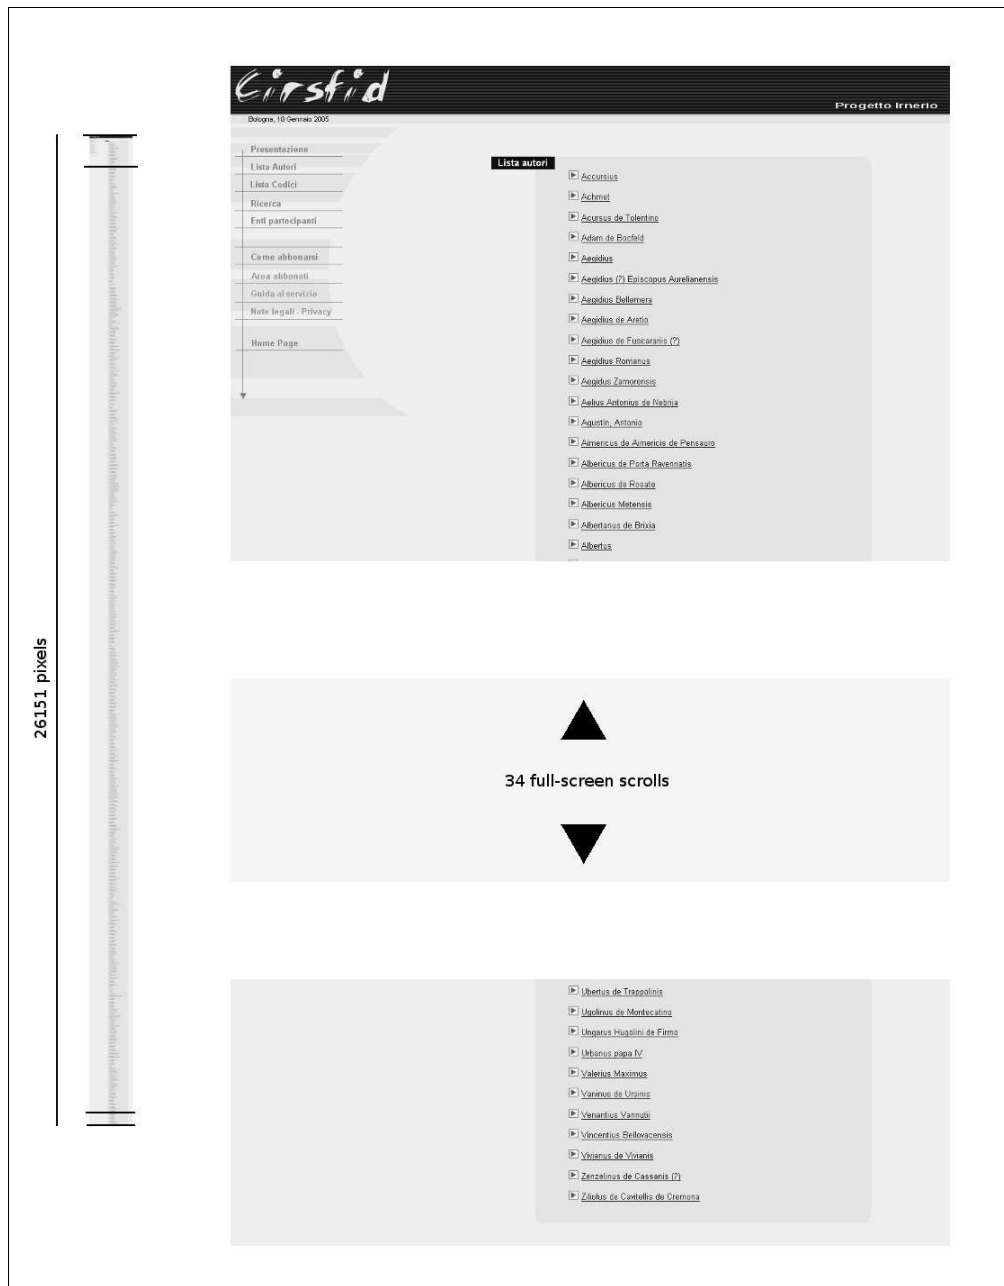 Cirsfid
Progetto Irnerio
Bologna, 10 Gennaio 2005
Presentazione
Lista Autori
Lista Codici
Ricerca
Enti partecipanti
Come abbonarsi
Area abbonati
Guida al servizio
Note legali - Privacy
Home Page
Lista autori
Accursius
Achmet
Acursus de Tolentino
Adam de Bocfeld
Aegidius
Aegidius (?) Episcopus Aurelianensis
Aegidius Bellemera
Aegidius de Aretio
Aegidius de Fuscarariis (?)
Aegidius Romanus
Aegidus Zamorensis
Aelius Antonius de Nebrija
Agustín, Antonio
Aimericus de Aimericis de Pensauro
Albericus de Porta Ravennatis
Albericus de Rosate
Albericus Metensis
Albertanus de Brixia
Albertus
26151 pixels
34 full-screen scrolls
Ubertus de Trappolinis
Ugolinus de Montecatino
Ungarus Hugolini de Firmo
Urbanus papa IV
Valerius Maximus
Vaninus de Ursinis
Venantius Vannutii
Vincentius Bellovacensis
Vivianus de Vivianis
Zenzelinus de Cassanis (?)
Ziliolus de Cavitellis de Cremona